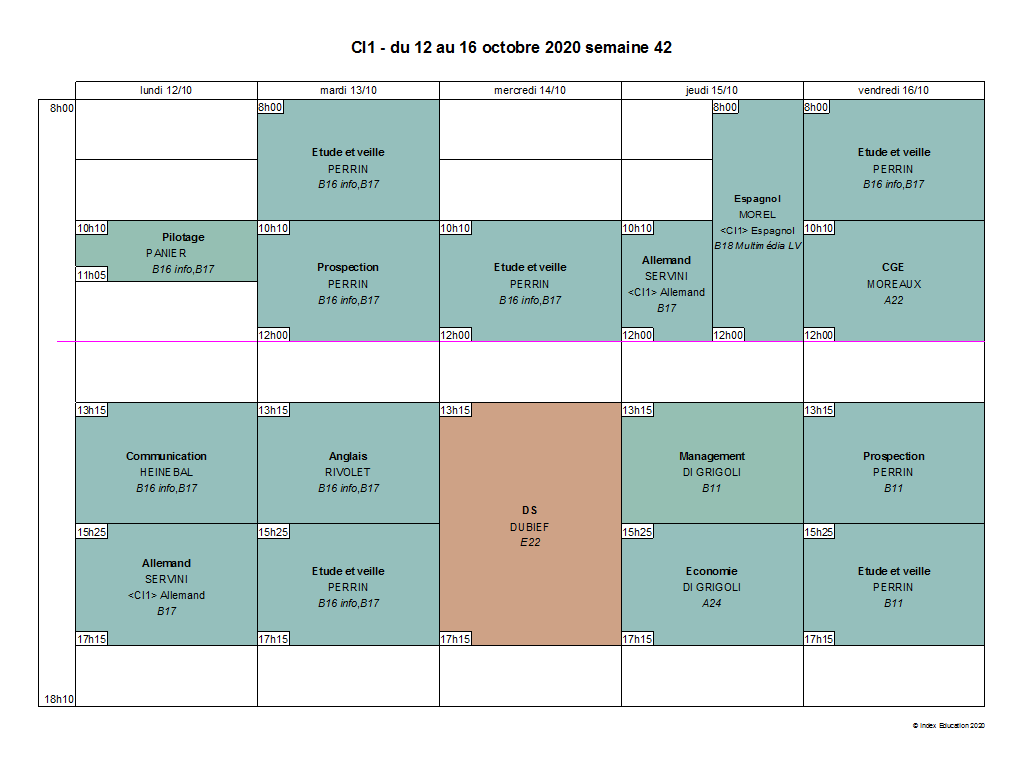 CI1 - du 12 au 16 octobre 2020 semaine 42
lundi 12/10
mardi 13/10
mercredi 14/10
jeudi 15/10
vendredi 16/10
8h00
18h10
10h10
Pilotage
PANIER
B16 info,B17
11h05
13h15
Communication
HEINEBAL
B16 info,B17
15h25
Allemand
SERVINI
<CI1> Allemand
B17
17h15
8h00
Etude et veille
PERRIN
B16 info,B17
10h10
Prospection
PERRIN
B16 info,B17
12h00
13h15
Anglais
RIVOLET
B16 info,B17
15h25
Etude et veille
PERRIN
B16 info,B17
17h15
10h10
Etude et veille
PERRIN
B16 info,B17
12h00
13h15
DS
DUBIEF
E22
17h15
10h10
Allemand
SERVINI
<CI1> Allemand
B17
12h00
8h00
Espagnol
MOREL
<CI1> Espagnol
B18 Multimédia LV
12h00
13h15
Management
DI GRIGOLI
B11
15h25
Economie
DI GRIGOLI
A24
17h15
8h00
Etude et veille
PERRIN
B16 info,B17
10h10
CGE
MOREAUX
A22
12h00
13h15
Prospection
PERRIN
B11
15h25
Etude et veille
PERRIN
B11
17h15
© Index Education 2020